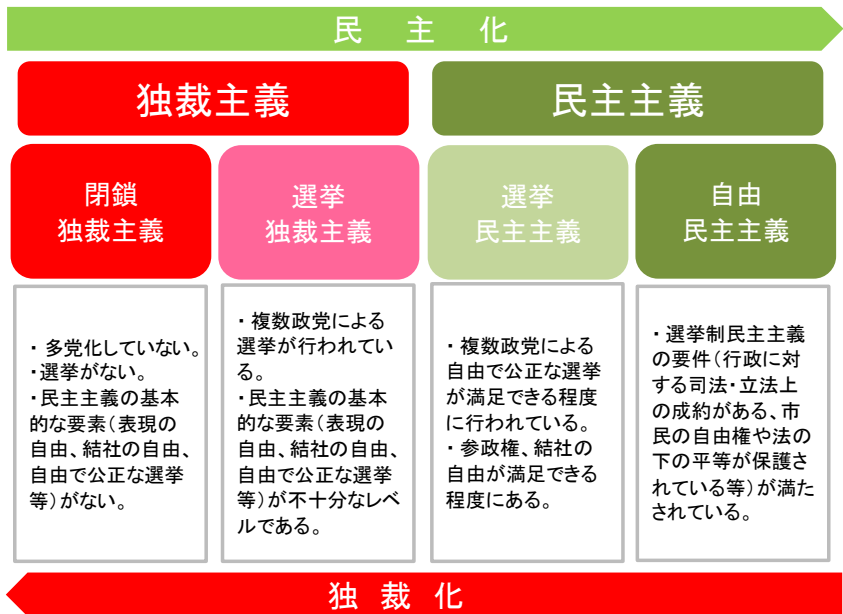 民 主 化
独裁主義
民主主義
閉鎖
独裁主義
選挙
独裁主義
選挙
民主主義
自由
民主主義
・ 多党化していない。
・選挙がない。
・民主主義の基本
的な要素（表現の
自由、結社の自由、
自由で公正な選挙
等）がない。
・ 複数政党による
選挙が行われてい
る。
・民主主義の基本
的な要素（表現の
自由、結社の自由、
自由で公正な選挙
等）が不十分なレベ
ルである。
・ 複数政党による
自由で公正な選挙
が満足できる程度
に行われている。
・ 参政権、結社の
自由が満足できる
程度にある。
・ 選挙制民主主義
の要件（行政に対
する司法・立法上
の成約がある、市
民の自由権や法の
下の平等が保護さ
れている等）が満た
されている。
独 裁 化